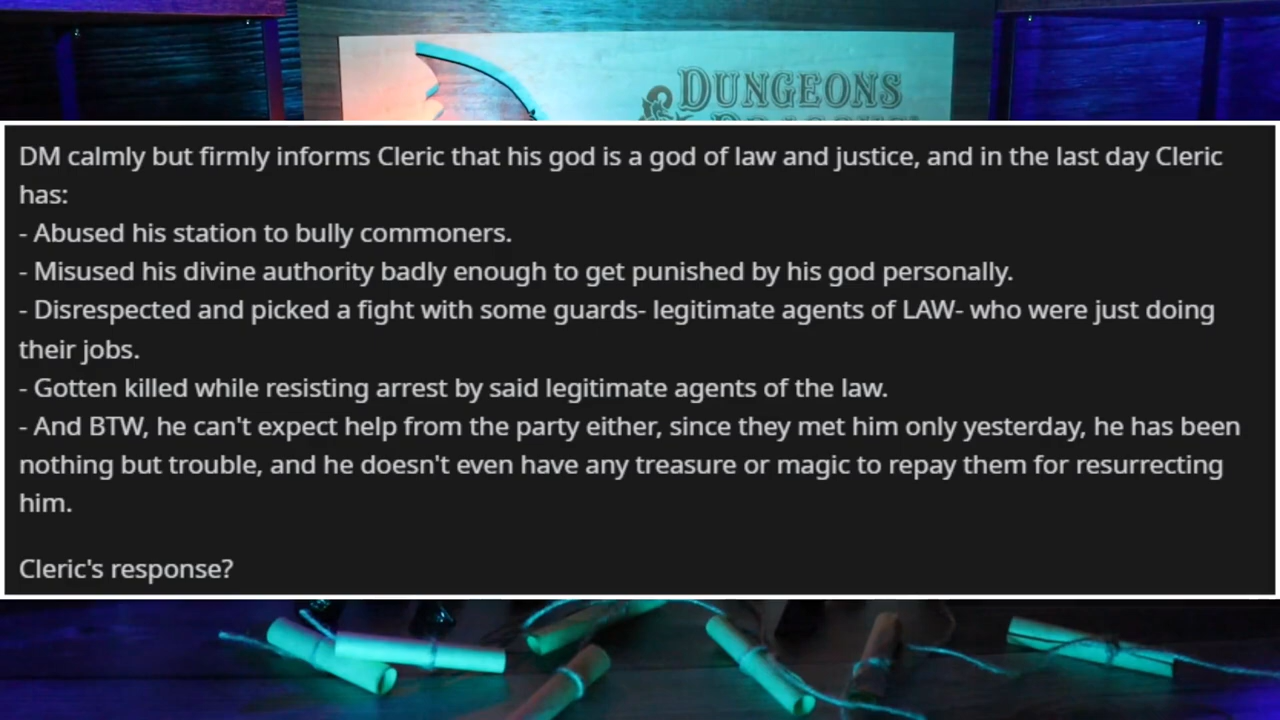 DUNGEONS
DM calmly but firmly informs Cleric that his god is a god of law and justice, and in the last day Cleric
has:
- Abused his station to bully commoners.
- Misused his divine authority badly enough to get punished by his god personally.
- Disrespected and picked a fight with some guards- legitimate agents of LAW- who were just doing
their jobs.
- Gotten killed while resisting arrest by said legitimate agents of the law.
- And BTW, he can't expect help from the party either, since they met him only yesterday, he has been
nothing but trouble, and he doesn't even have any treasure or magic to repay them for resurrecting
him.
Cleric's response?